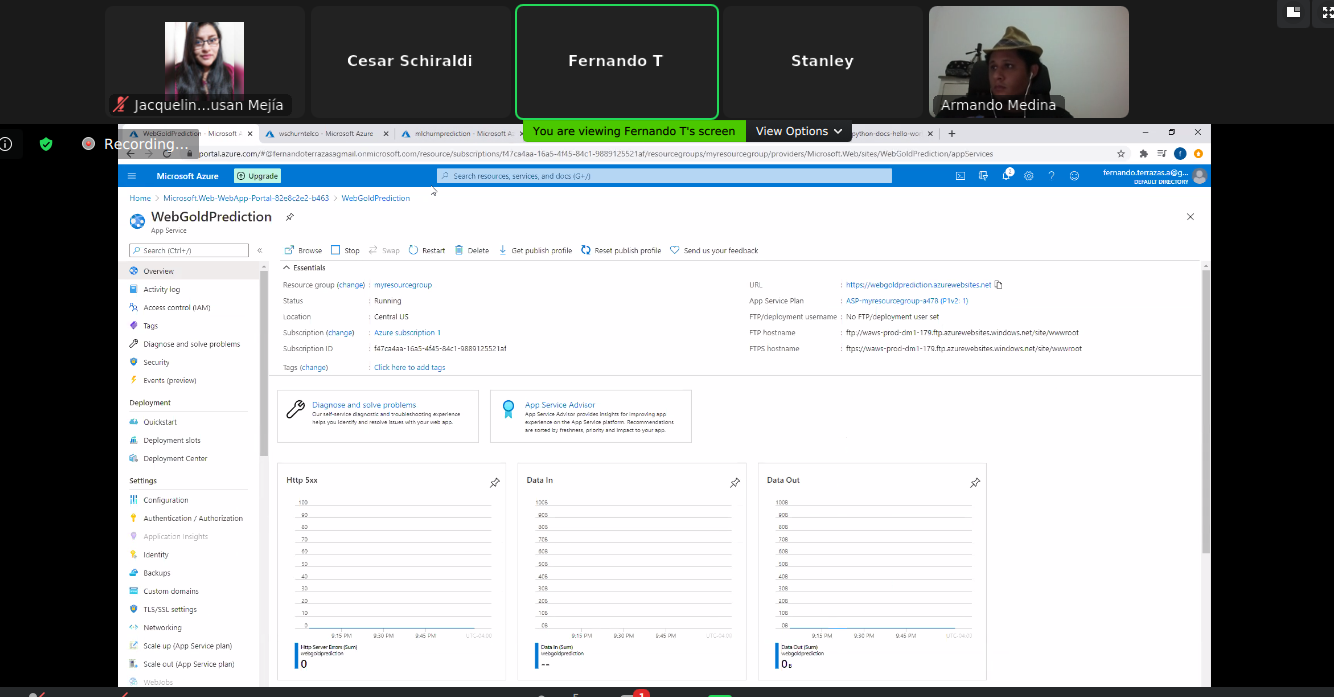 Cesar Schiraldi
Fernando T
Stanley
Jacquelin...usan Mejía
Armando Medina
You are viewing Fernando T's screen
View Options
Recording...
WebGoldPrediction - Microsoft A
wschurntelco - Microsoft Azure
mlchurnprediction - Microsoft A
python-docs-hello-wor
portal.azure.com/#@fernandoterrazasagmail.onmicrosoft.com/resource/subscriptions/f47ca4aa-16a5-4f45-84c1-9889125521af/resourcegroups/myresourcegroup/providers/Microsoft.Web/sites/WebGoldPrediction/appServices
Microsoft Azure
Upgrade
Search resources, services, and docs (G+/)
fernando.terrazas.a@g...
DEFAULT DIRECTORY
Home > Microsoft.Web-WebApp-Portal-82e8c2e2-b463 > WebGoldPrediction
WebGoldPrediction
App Service
Search (Ctrl+/)
«
Browse Stop Swap Restart Delete Get publish profile Reset publish profile Send us your feedback
Overview
Activity log
Access control (IAM)
Tags
Diagnose and solve problems
Security
Events (preview)
Deployment
Quickstart
Deployment slots
Deployment Center
Settings
Configuration
Authentication / Authorization
Application Insights
Identity
Backups
Custom domains
TLS/SSL settings
Networking
Scale up (App Service plan)
Scale out (App Service plan)
WebJobs
Essentials
Resource group (change) : myresourcegroup
Status : Running
Location : Central US
Subscription (change) : Azure subscription 1
Subscription ID : f47ca4aa-16a5-4f45-84c1-9889125521af
Tags (change) : Click here to add tags
URL : https://webgoldprediction.azurewebsites.net
App Service Plan : ASP-myresourcegroup-a478 (P1v2: 1)
FTP/deployment username : No FTP/deployment user set
FTP hostname : ftp://waws-prod-dm1-179.ftp.azurewebsites.windows.net/site/wwwroot
FTPS hostname : ftps://waws-prod-dm1-179.ftp.azurewebsites.windows.net/site/wwwroot
Diagnose and solve problems
Our self-service diagnostic and troubleshooting experience
helps you identify and resolve issues with your web app.
App Service Advisor
App Service Advisor provides insights for improving app
experience on the App Service platform. Recommendations
are sorted by freshness, priority and impact to your app.
Http 5xx
100
90
80
70
60
50
40
30
20
10
0
9:15 PM 9:30 PM 9:45 PM UTC-04:00
Http Server Errors (Sum)
webgoldprediction
0
Data In
100B
90B
80B
70B
60B
50B
40B
30B
20B
10B
0B
9:15 PM 9:30 PM 9:45 PM UTC-04:00
Data In (Sum)
webgoldprediction
--
Data Out
100B
90B
80B
70B
60B
50B
40B
30B
20B
10B
0B
9:15 PM 9:30 PM 9:45 PM UTC-04:00
Data Out (Sum)
webgoldprediction
0 B
1